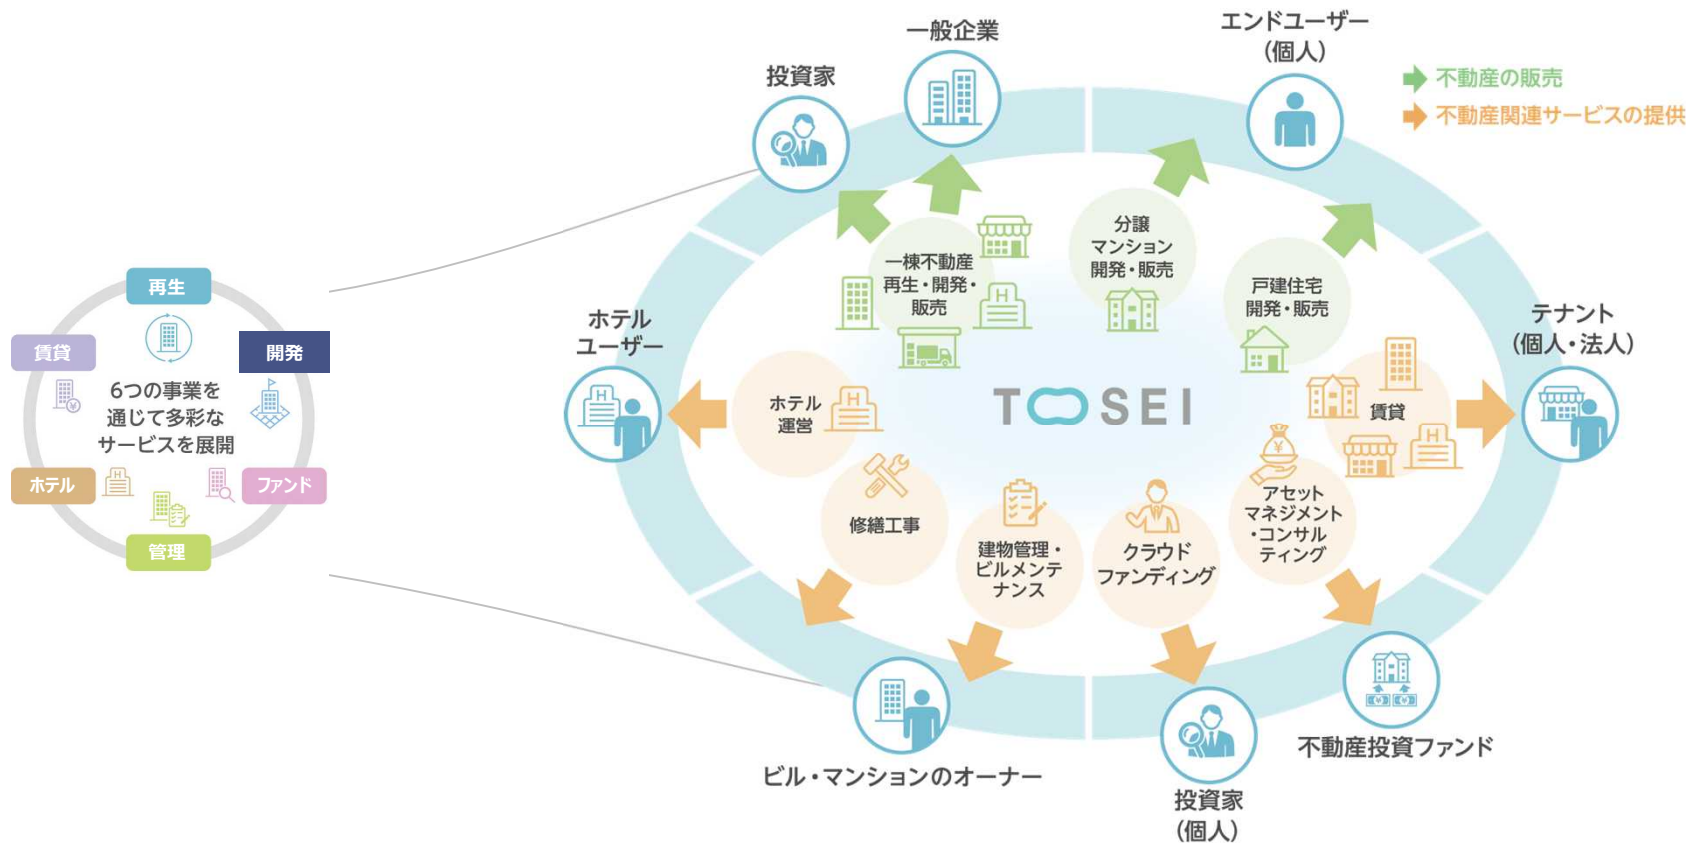 再生
賃貸
開発
6つの事業を
通じて多彩な
サービスを展開
ホテル
ファンド
管理
投資家
一般企業
エンドユーザー
(個人)
不動産の販売
不動産関連サービスの提供
一棟不動産
再生・開発・
販売
分譲
マンション
開発・販売
戸建住宅
開発・販売
ホテル
ユーザー
テナント
(個人・法人)
ホテル
運営
TOSEI
賃貸
修繕工事
建物管理・
ビルメンテ
ナンス
クラウド
ファンディング
アセット
マネジメント
・コンサル
ティング
ビル・マンションのオーナー
投資家
(個人)
不動産投資ファンド